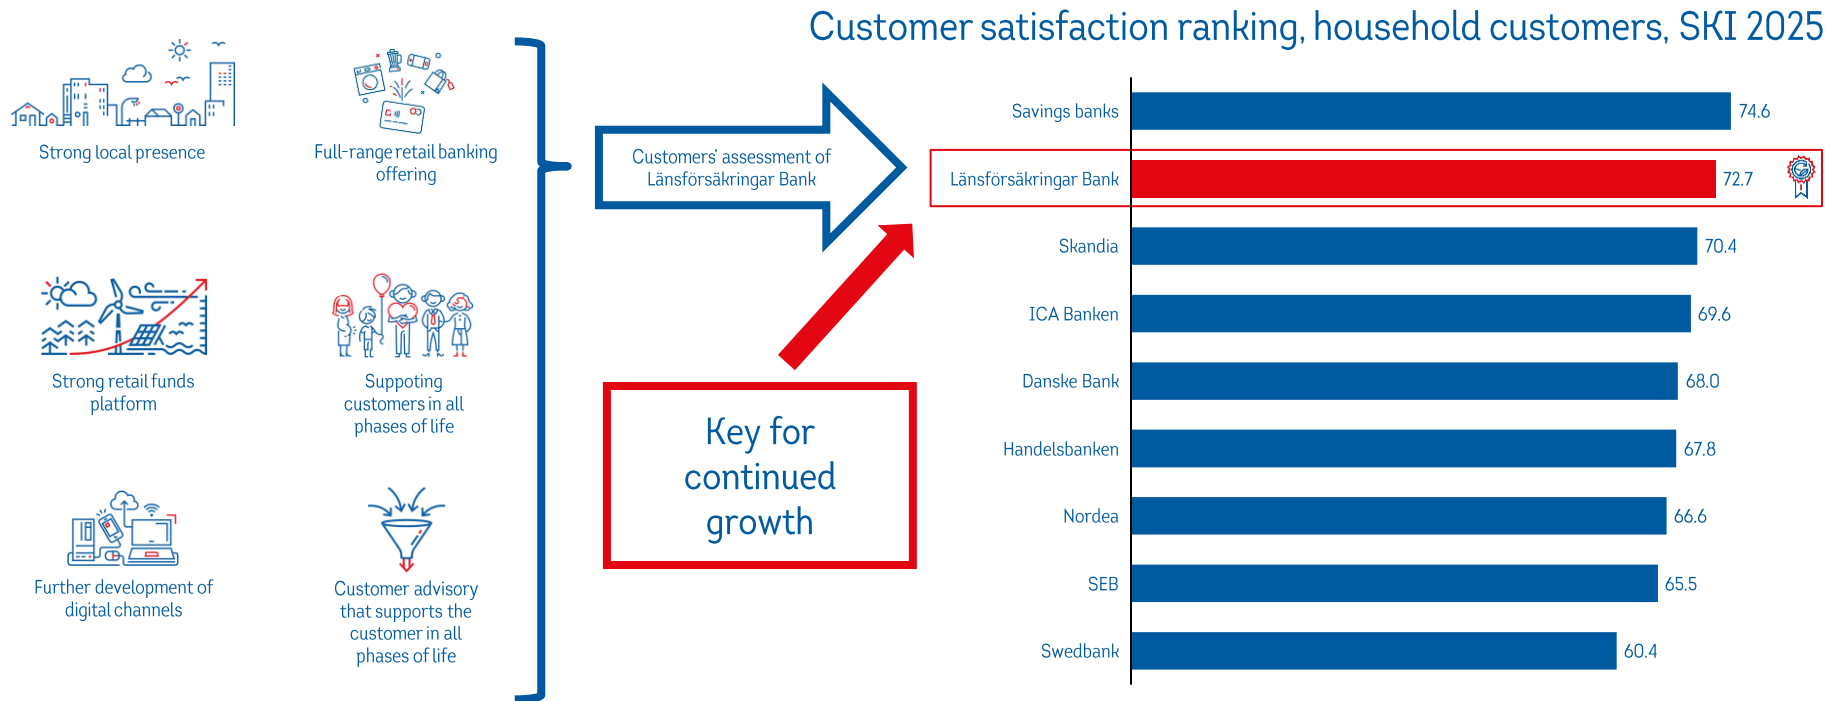 Customer satisfaction ranking, household customers, SKI 2025
Strong local presence
Full-range retail banking
offering
Strong retail funds
platform
Suppoting
customers in all
phases of life
Further development of
digital channels
Customer advisory
that supports the
customer in all
phases of life
Customers' assessment of
Länsförsäkringar Bank
Key for
continued
growth
Savings banks 74.6
Länsförsäkringar Bank 72.7
Skandia 70.4
ICA Banken 69.6
Danske Bank 68.0
Handelsbanken 67.8
Nordea 66.6
SEB 65.5
Swedbank 60.4